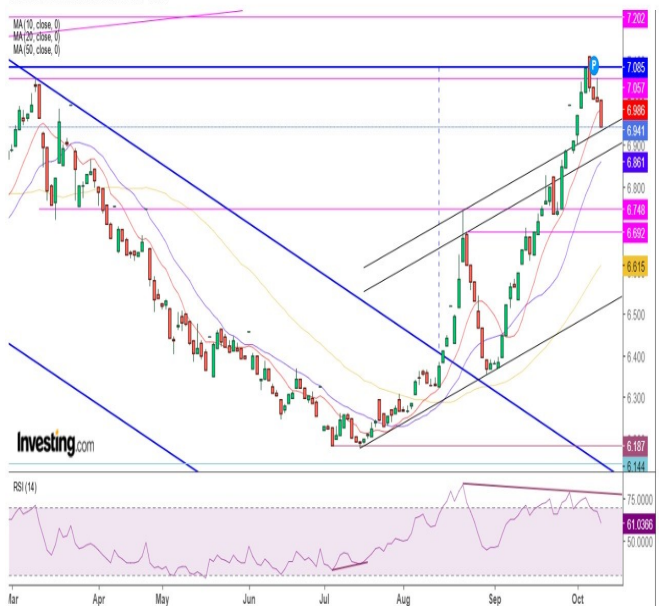 7.202
MA (10, close, 0)
MA (20, close, 0)
MA (50, close, 0)
P
7.085
7.057
6.986
6.941
6.900
6.861
6.800
6.748
6.692
6.615
6.500
6.400
6.300
6.187
6.144
Investing.com
RSI (14)
75.0000
61.0366
50.0000
Mar Apr May Jun Jul Aug Sep Oct